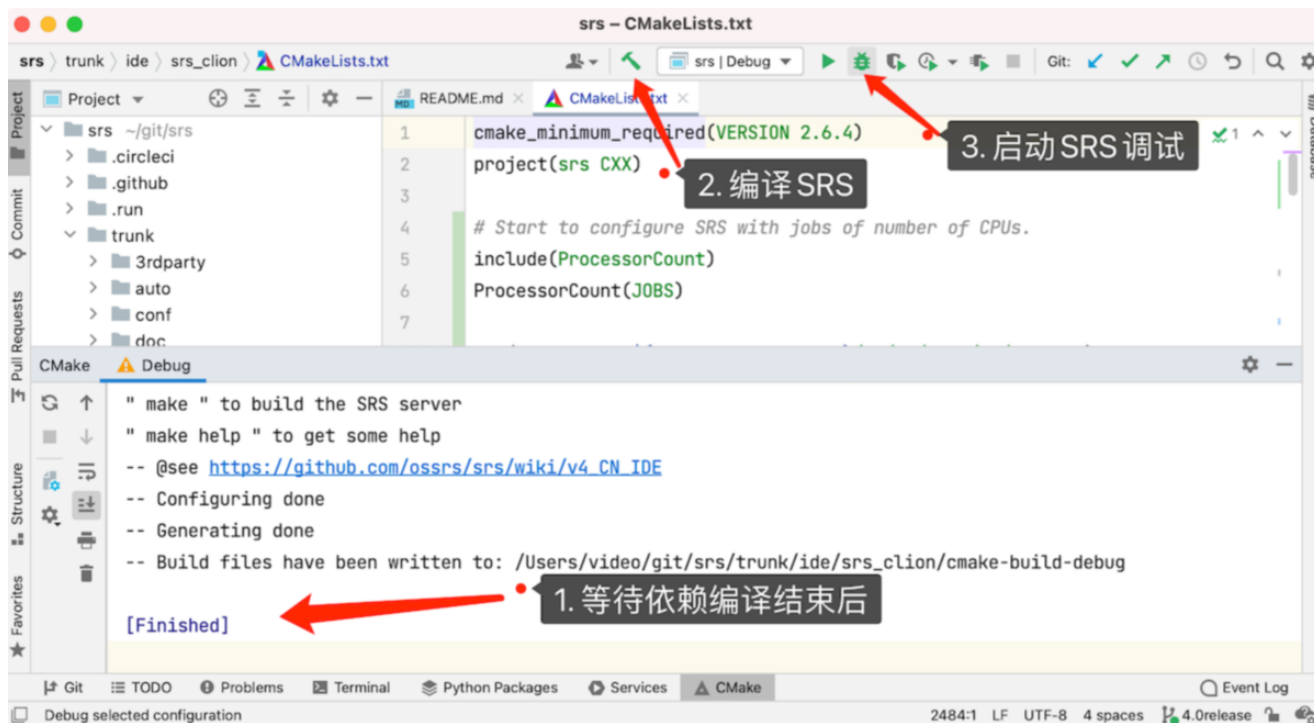 srs – CMakeLists.txt
srs 〉 trunk 〉 ide 〉 srs_clion 〉 CMakeLists.txt
srs | Debug
Git:
Project
README.md
CMakeLists.txt
srs ~/git/srs
.circleci
.github
.run
trunk
3rdparty
auto
conf
doc
1 cmake_minimum_required(VERSION 2.6.4)
2 project(srs CXX)
3
4 # Start to configure SRS with jobs of number of CPUs.
5 include(ProcessorCount)
6 ProcessorCount(JOBS)
7
1
3. 启动SRS调试
2. 编译SRS
Project
Commit
Pull Requests
Structure
Favorites
CMake
Debug
" make " to build the SRS server
" make help " to get some help
-- @see https://github.com/ossrs/srs/wiki/v4_CN_IDE
-- Configuring done
-- Generating done
-- Build files have been written to: /Users/video/git/srs/trunk/ide/srs_clion/cmake-build-debug
1. 等待依赖编译结束后
[Finished]
Git
TODO
Problems
Terminal
Python Packages
Services
CMake
Event Log
Debug selected configuration
2484:1 LF UTF-8 4 spaces 4.0release